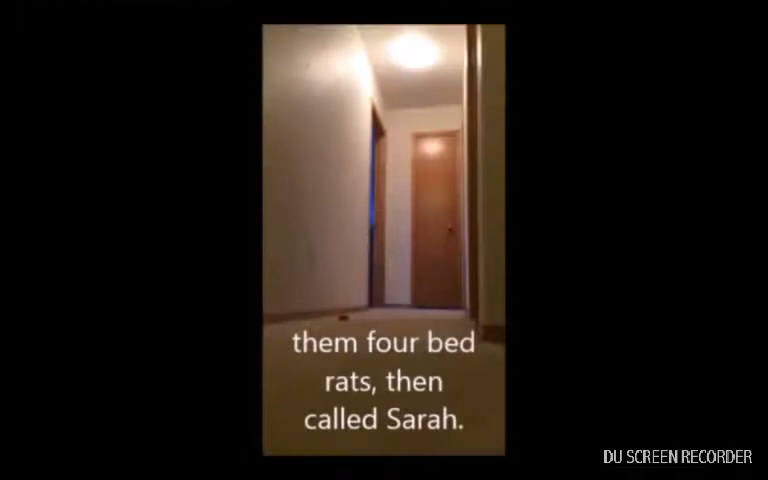 them four bed
rats, then
called Sarah.
DU SCREEN RECORDER